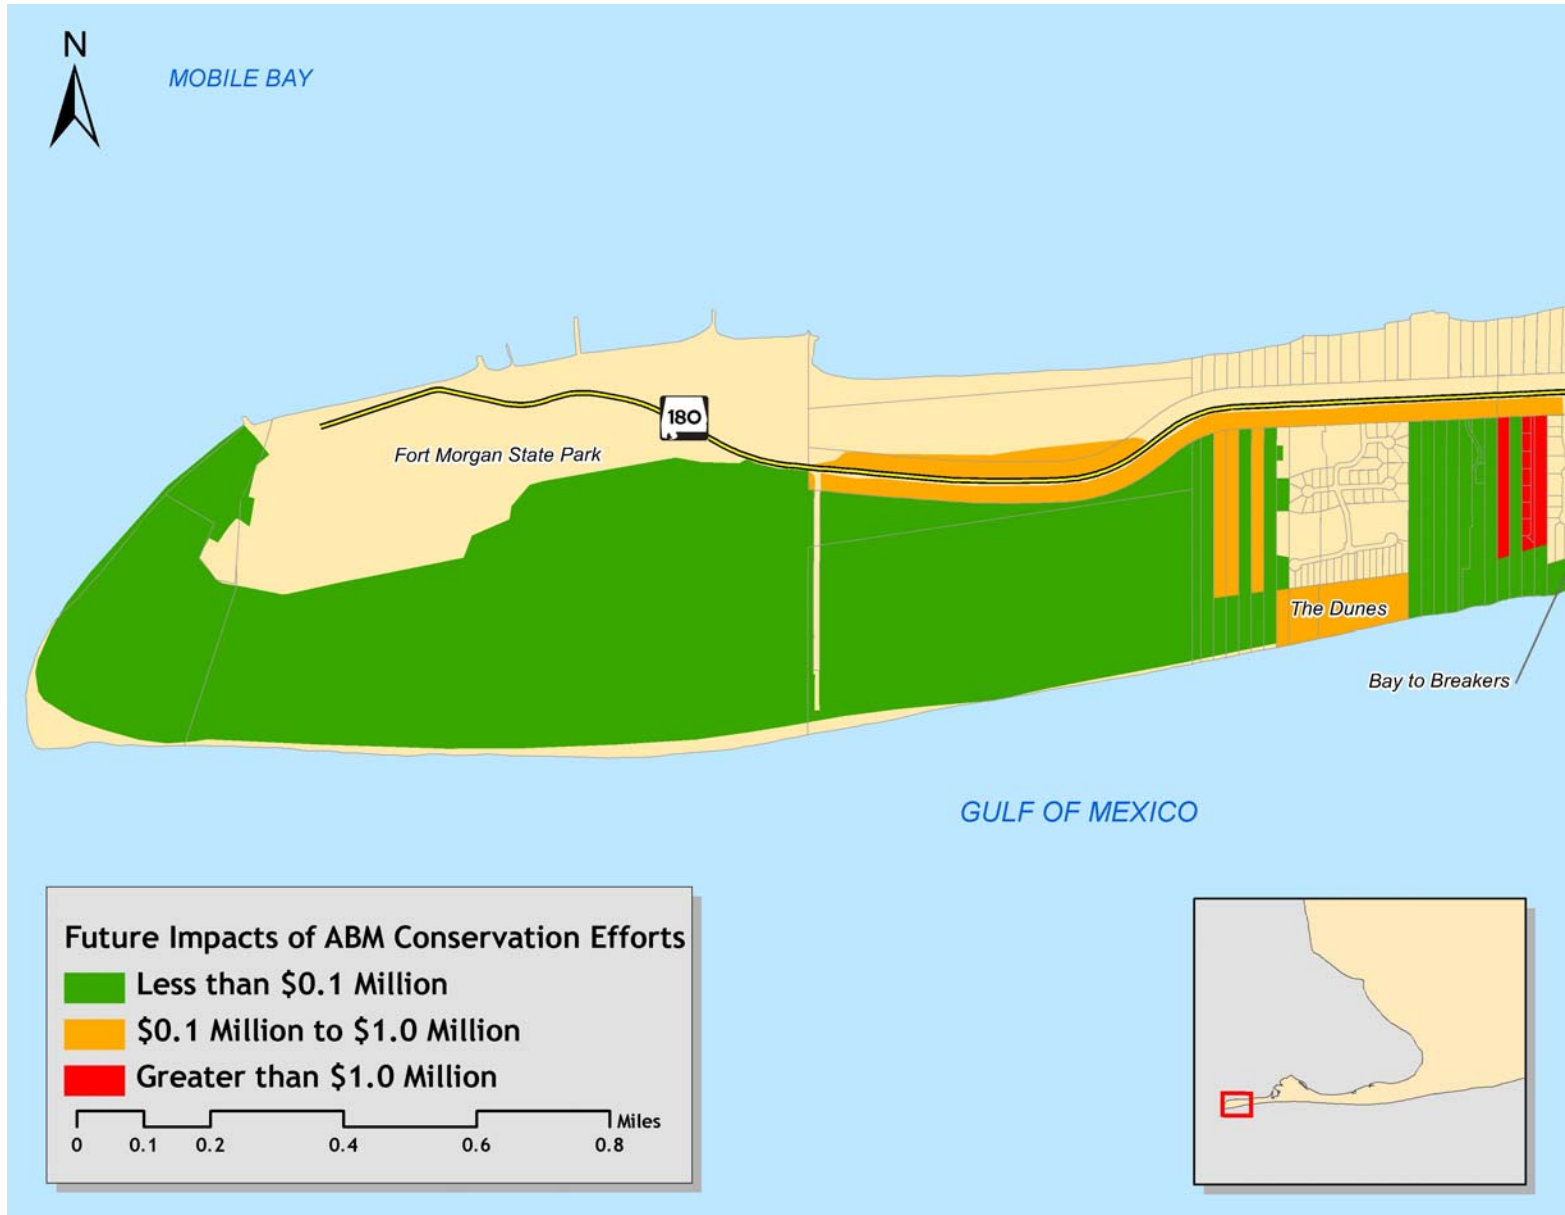 N
MOBILE BAY
180
Fort Morgan State Park
The Dunes
Bay to Breakers
GULF OF MEXICO
Future Impacts of ABM Conservation Efforts
Less than $0.1 Million
$0.1 Million to $1.0 Million
Greater than $1.0 Million
Miles
0 0.1 0.2 0.4 0.6 0.8